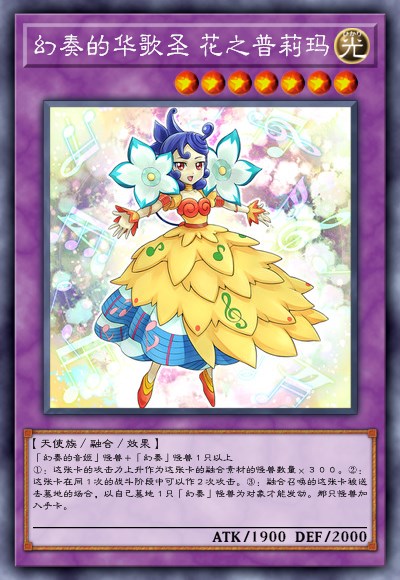 幻奏的华歌圣 花之普莉玛
光
ひかり
【天使族／融合／效果】
「幻奏的音姬」怪兽＋「幻奏」怪兽1只以上
①：这张卡的攻击力上升作为这张卡的融合素材的怪兽数量×300。②：
这张卡在同1次的战斗阶段中可以作2次攻击。③：融合召唤的这张卡被送
去墓地的场合，以自己墓地1只「幻奏」怪兽为对象才能发动。那只怪兽加
入手卡。
ATK/1900 DEF/2000